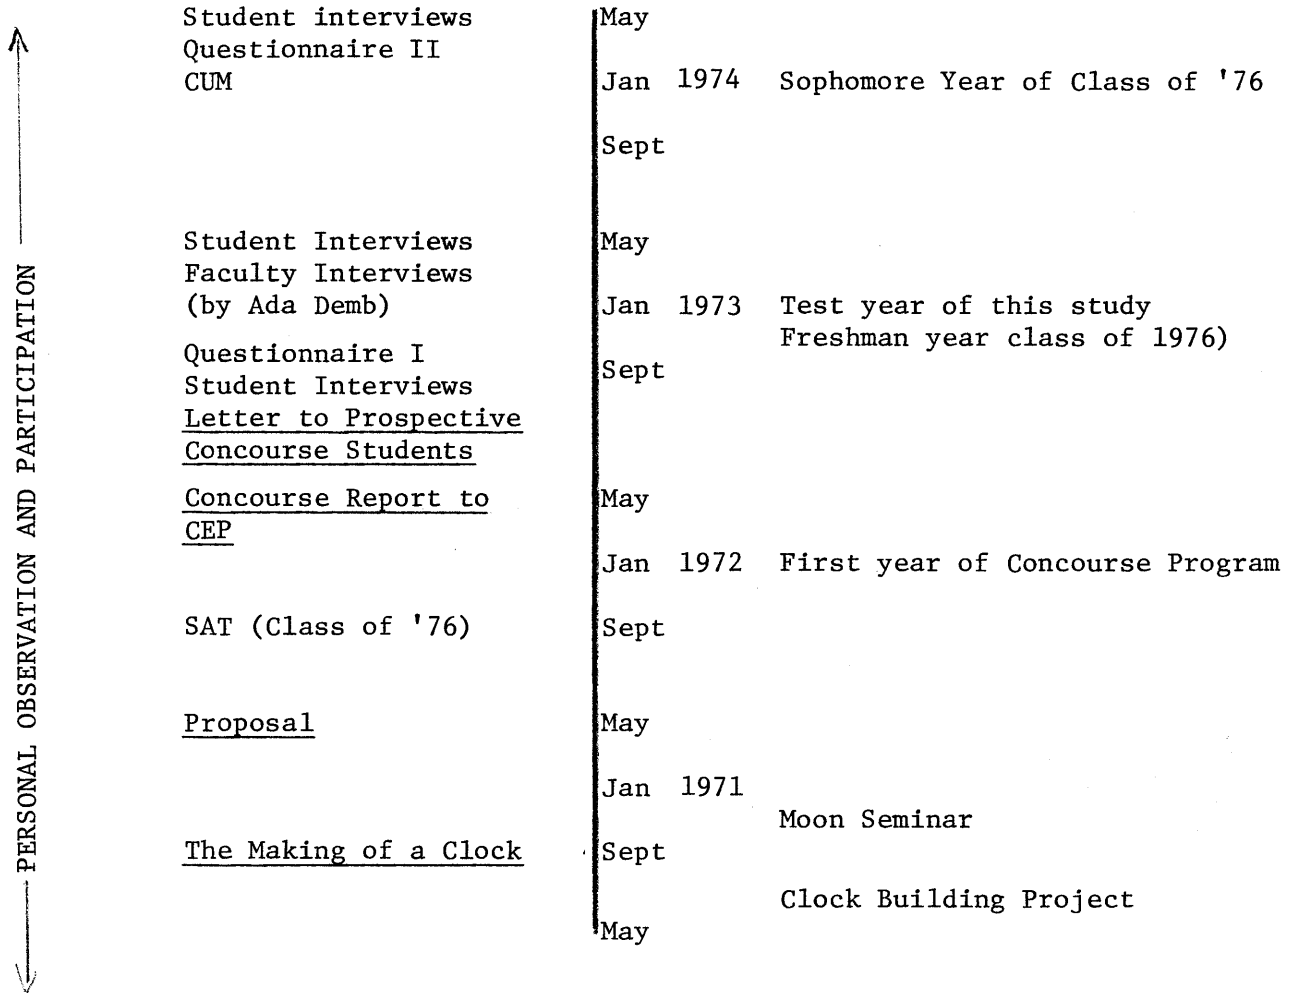 Student interviews May
Questionnaire II
CUM Jan 1974 Sophomore Year of Class of '76
Sept
Student Interviews May
Faculty Interviews
(by Ada Demb) Jan 1973 Test year of this study
Freshman year class of 1976)
Questionnaire I
Sept
Student Interviews
Letter to Prospective
Concourse Students
Concourse Report to May
CEP
Jan 1972 First year of Concourse Program
SAT (Class of '76) Sept
Proposal May
Jan 1971
Moon Seminar
The Making of a Clock Sept
Clock Building Project
May
PERSONAL OBSERVATION AND PARTICIPATION